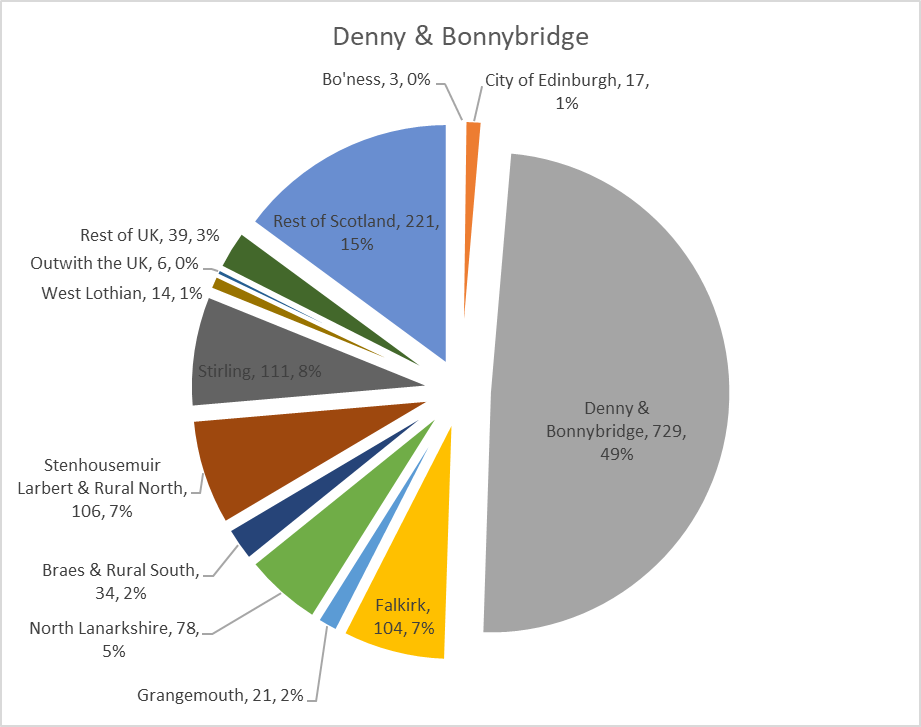 Denny & Bonnybridge
Bo'ness, 3, 0%
City of Edinburgh, 17,
1%
Rest of Scotland, 221,
15%
Rest of UK, 39, 3%
Outwith the UK, 6, 0%
West Lothian, 14, 1%
Stirling, 111, 8%
Denny &
Bonnybridge, 729,
49%
Stenhousemuir
Larbert & Rural North,
106, 7%
Braes & Rural South,
34, 2%
Falkirk,
104, 7%
North Lanarkshire, 78,
5%
Grangemouth, 21, 2%